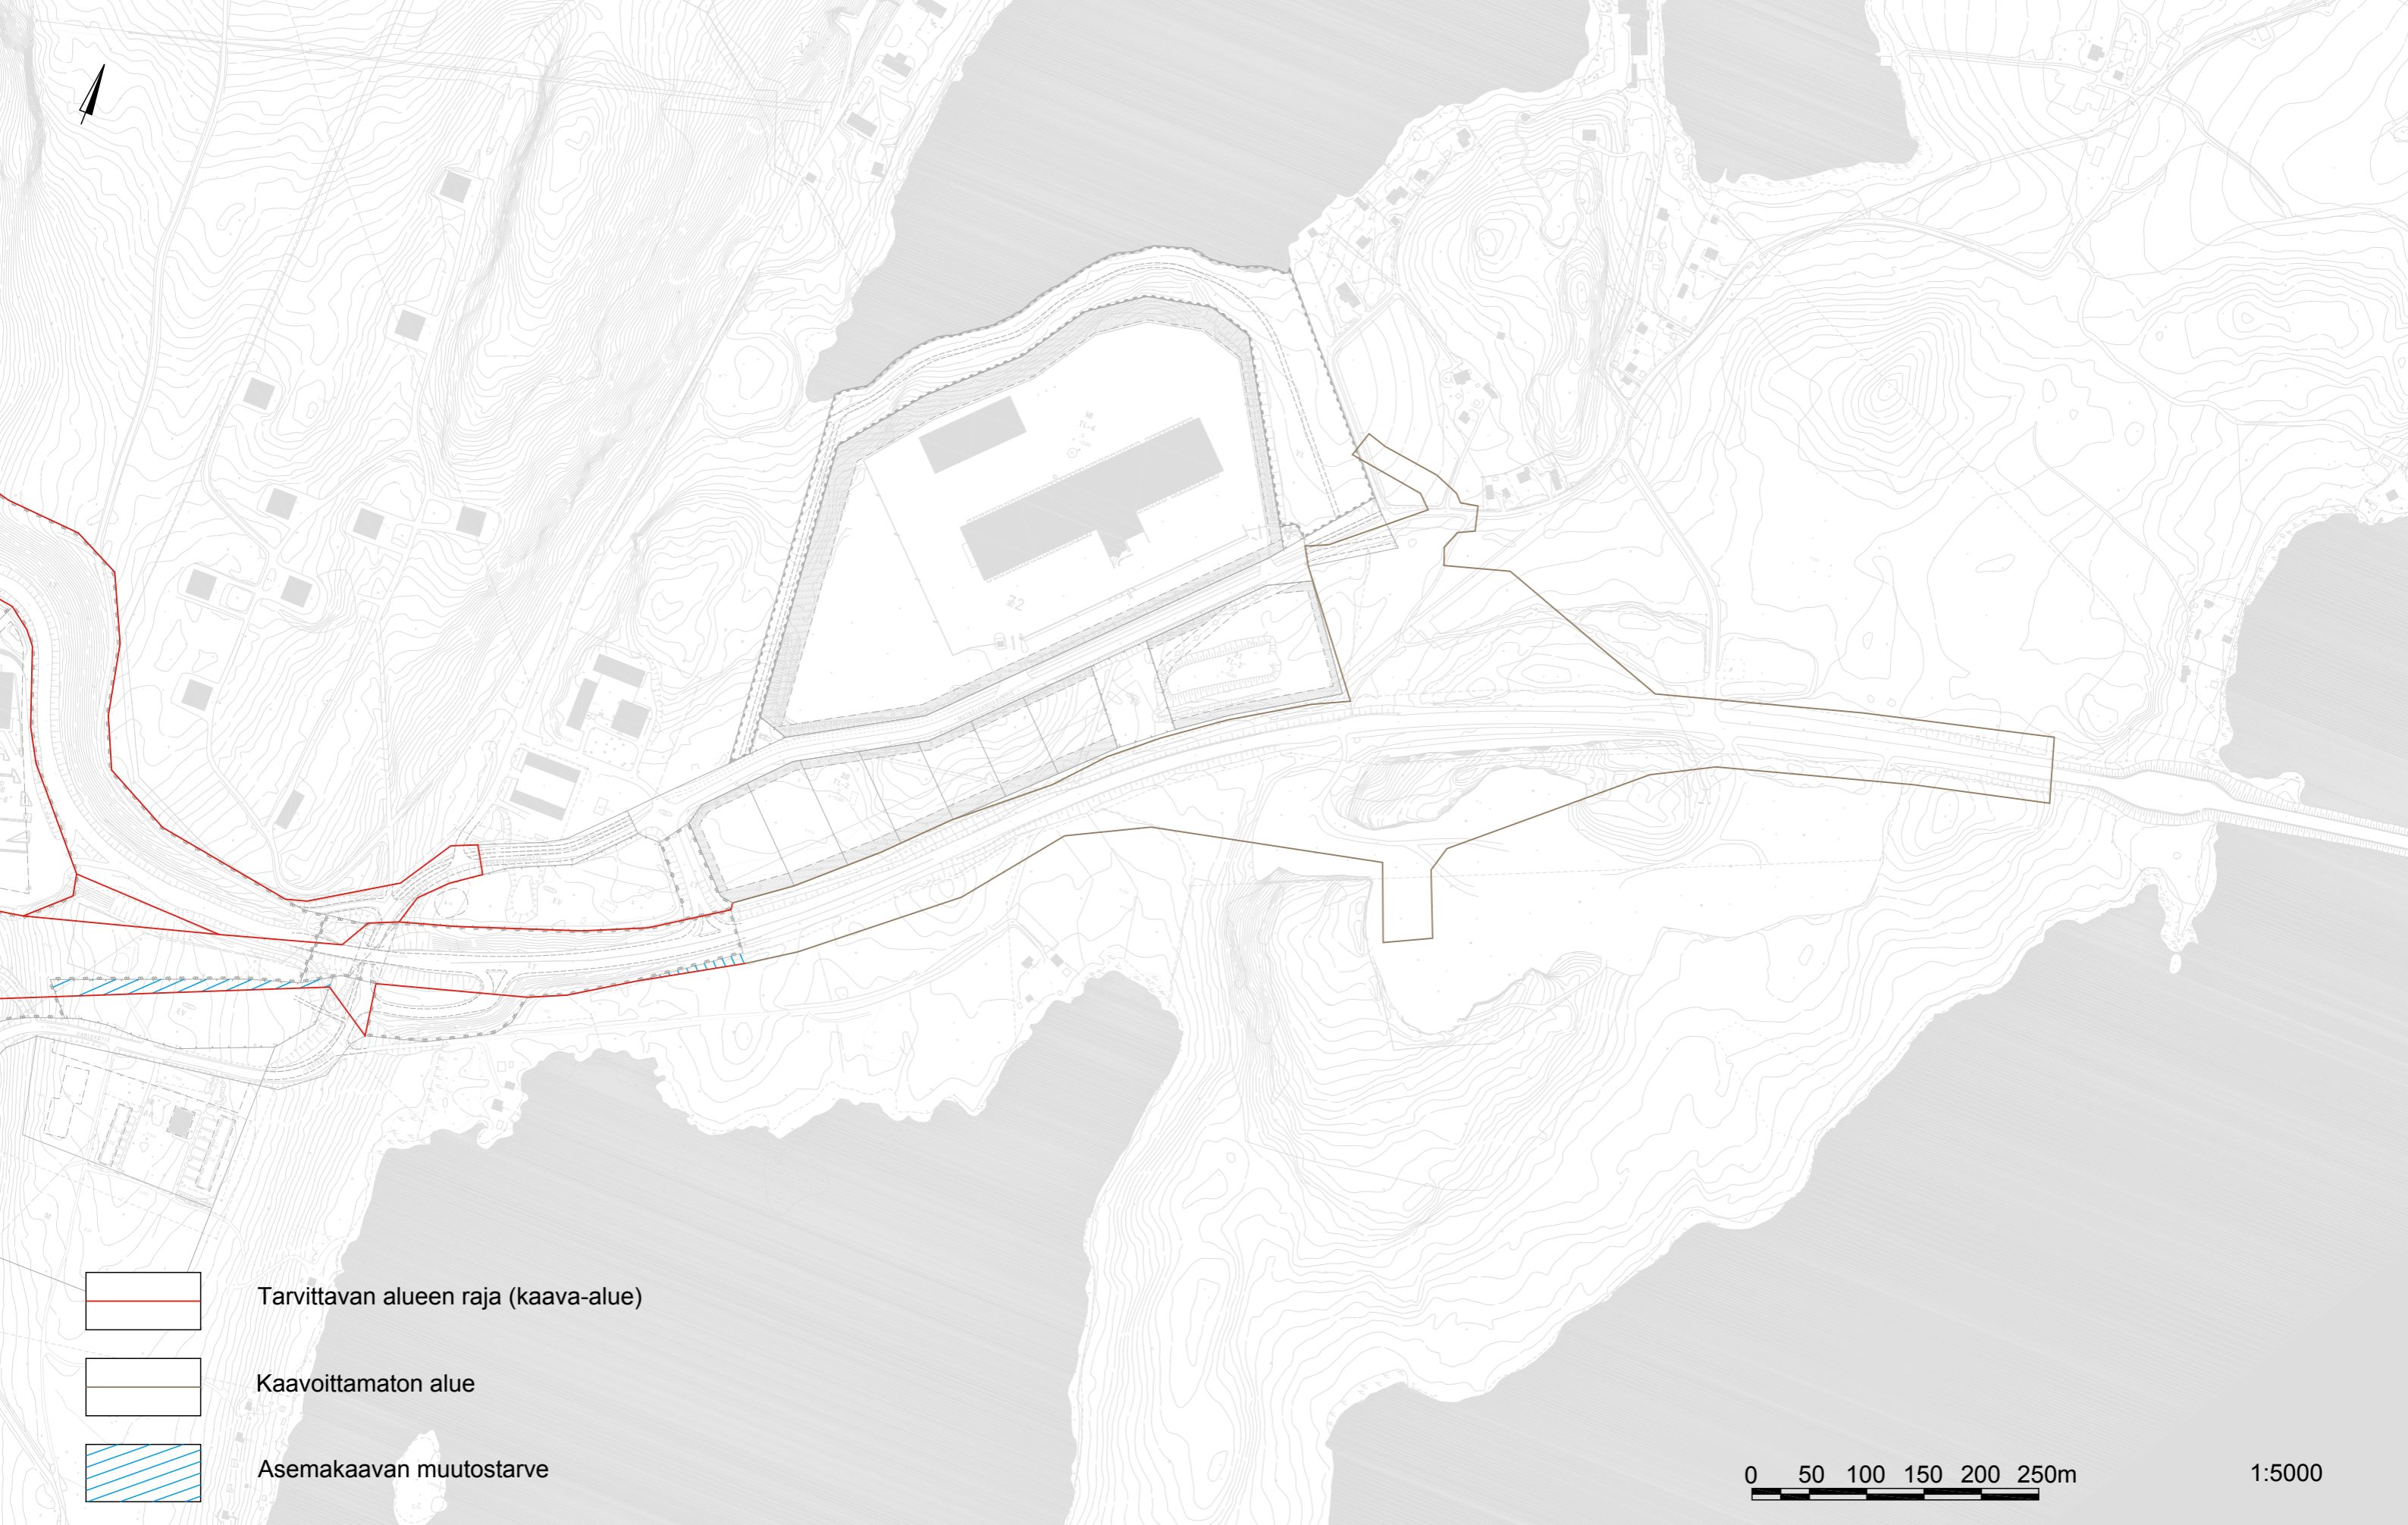 Tarvittavan alueen raja (kaava-alue)
Kaavoittamaton alue
Asemakaavan muutostarve
0 50 100 150 200 250m
1:5000